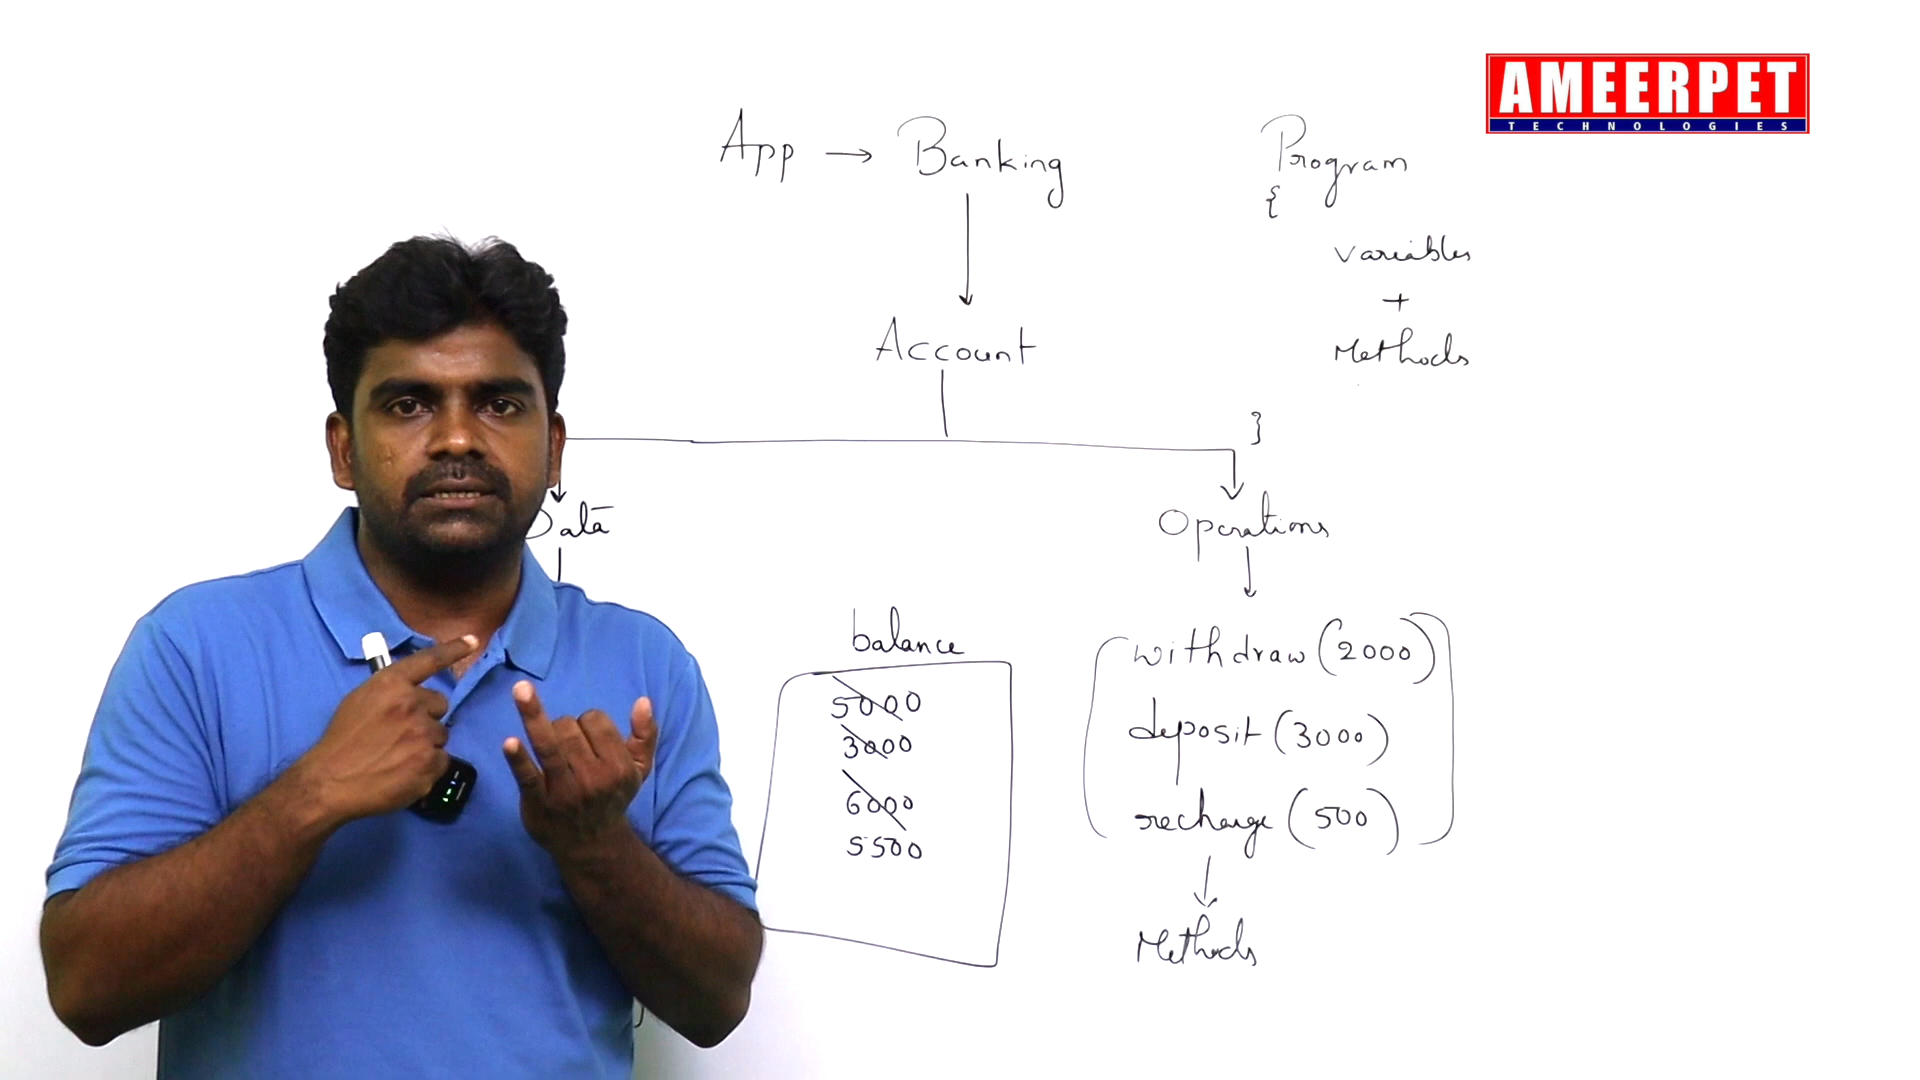 AMEERPET
TECHNOLOGIES
App → Banking
Account
Data
Operations
balance
5000
3000
6000
5500
withdraw (2000)
deposit (3000)
recharge (500)
Methods
Program
{
variables
+
Methods
}